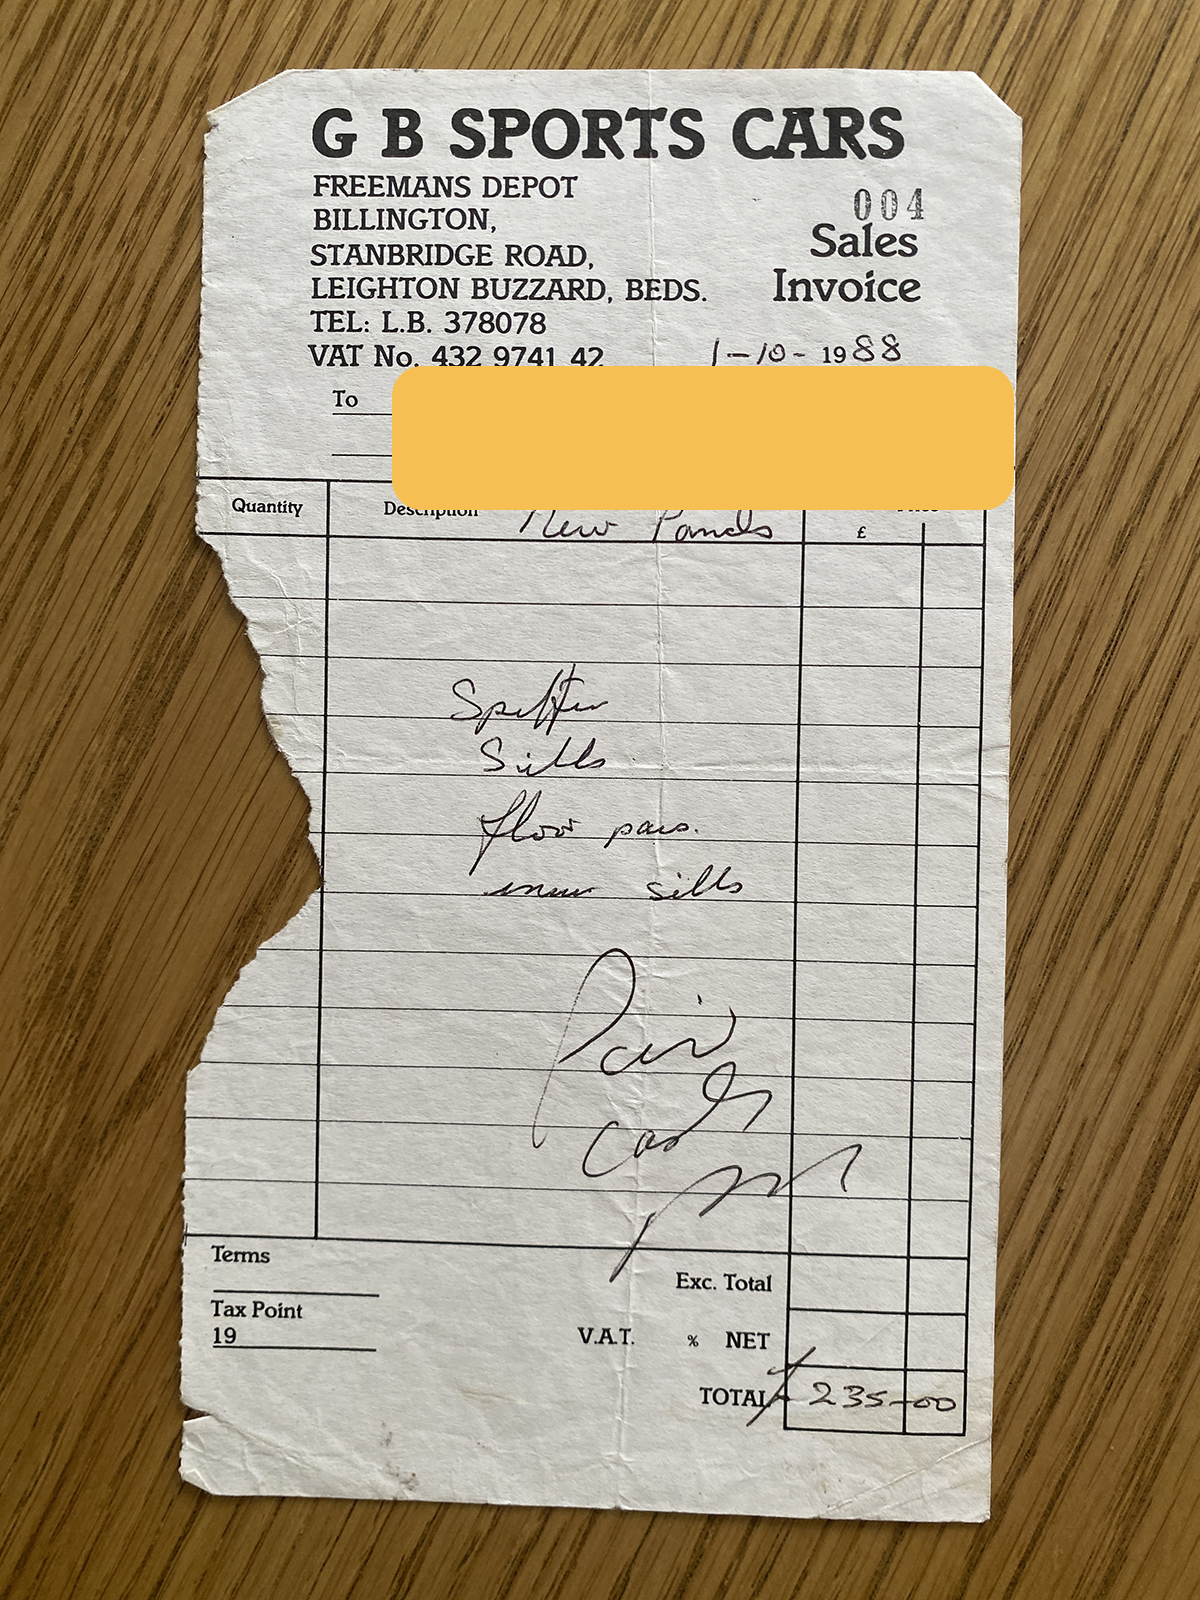 G B SPORTS CARS
FREEMANS DEPOT
BILLINGTON,
STANBRIDGE ROAD,
LEIGHTON BUZZARD, BEDS.
TEL: L.B. 378078
VAT No. 432 9741 42
004
Sales
Invoice
1-10-1988
To
Quantity Description New Panels
£
Sills
floor pans.
inner sills
Paid
Cash
Terms
Tax Point
19
Exc. Total
V.A.T. % NET
TOTAL £ 235-00